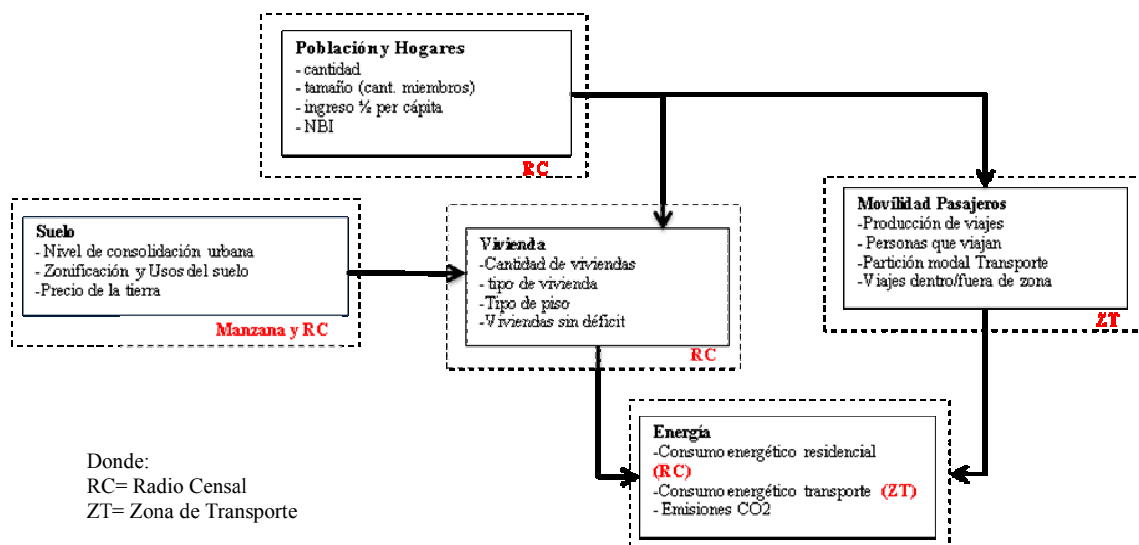 Población y Hogares
- cantidad
- tamaño (cant. miembros)
- ingreso ½ per cápita
- NBI
RC
Suelo
- Nivel de consolidación urbana
- Zonificación y Usos del suelo
-Precio de la tierra
Manzana y RC
Vivienda
-Cantidad de viviendas
- tipo de vivienda
-Tipo de piso
-Viviendas sin déficit
RC
Movilidad Pasajeros
-Producción de viajes
- Personas que viajan
-Partición modal Transporte
-Viajes dentro/fuera de zona
ZT
Energía
-Consumo energético residencial
(RC)
-Consumo energético transporte (ZT)
- Emisiones CO2
Donde:
RC= Radio Censal
ZT= Zona de Transporte